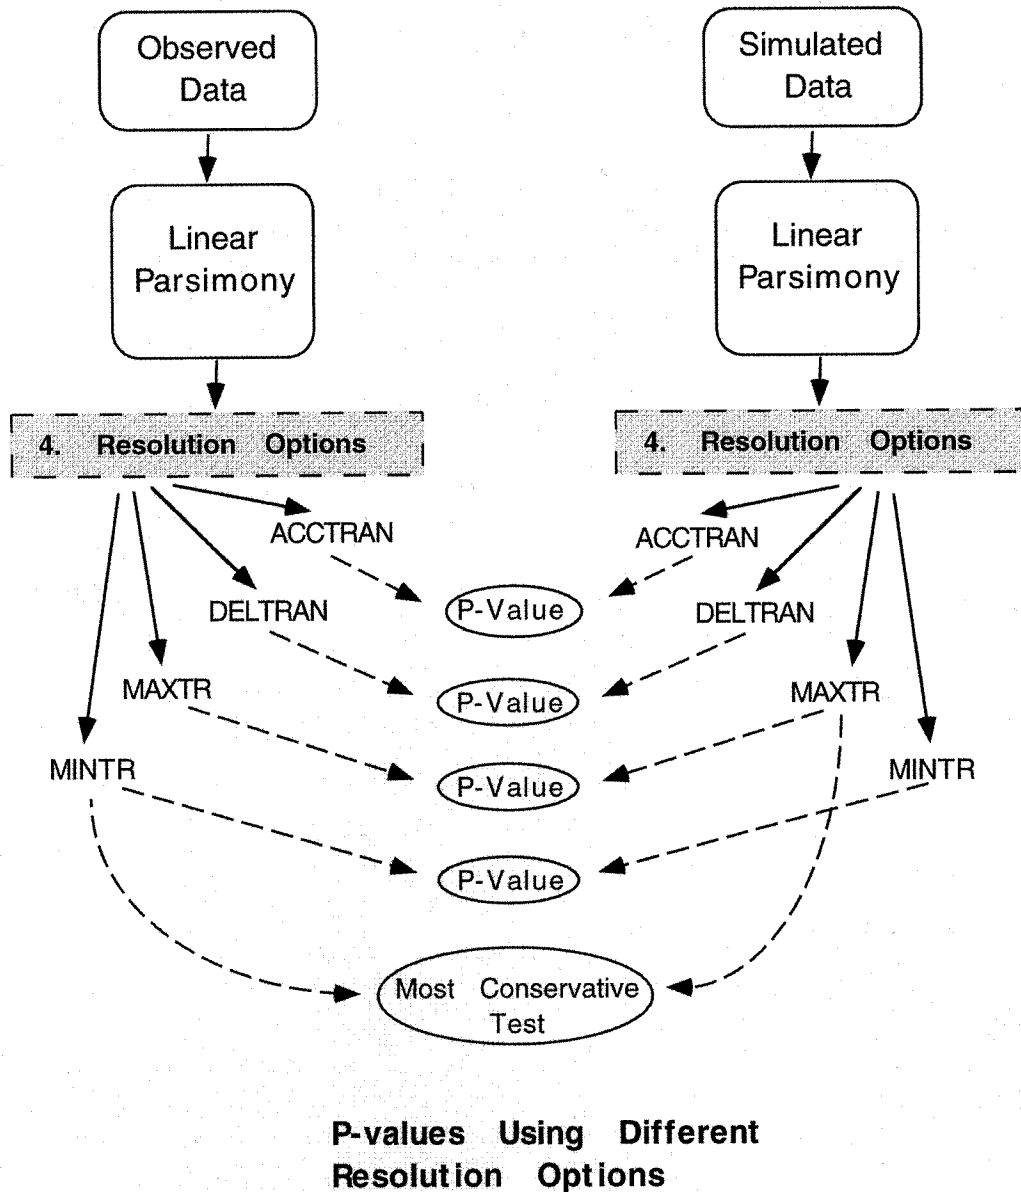 Observed
Data
Simulated
Data
Linear
Parsimony
Linear
Parsimony
4. Resolution Options
4. Resolution Options
ACCTRAN
ACCTRAN
P-Value
DELTRAN
DELTRAN
P-Value
MAXTR
MAXTR
P-Value
MINTR
MINTR
P-Value
Most Conservative
Test
P-values Using Different
Resolution Options